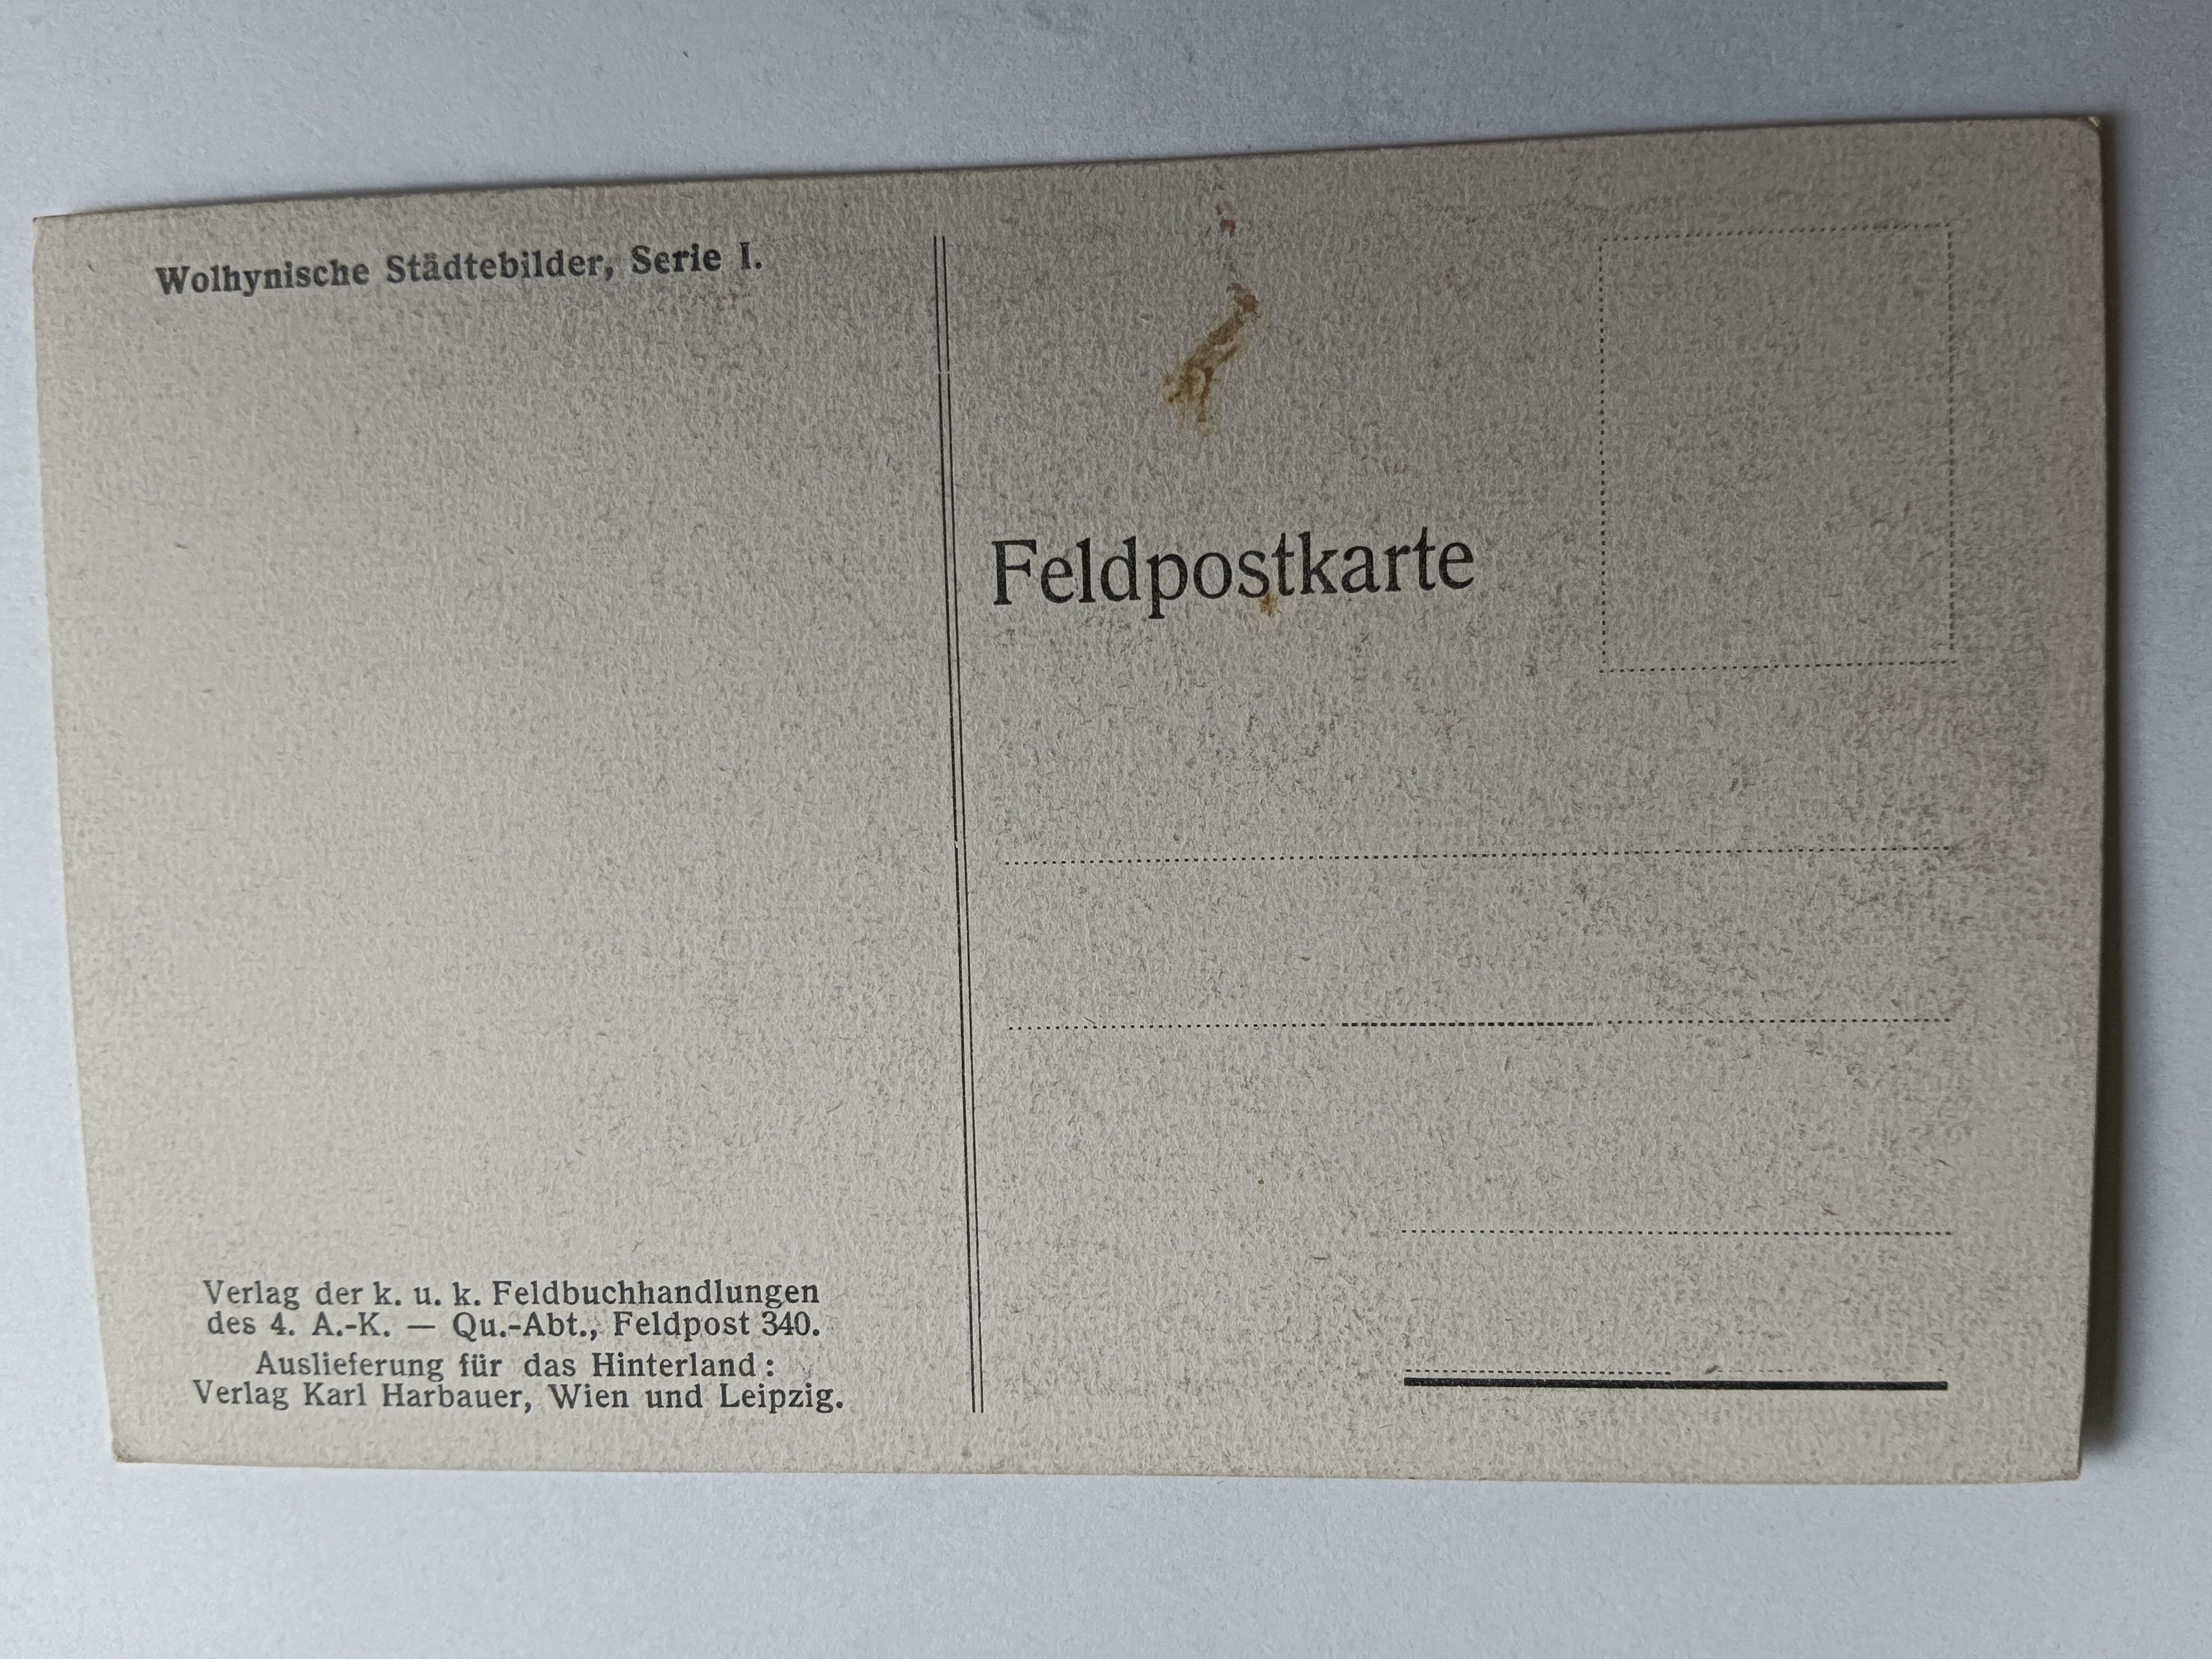 Wolhynische Städtebilder, Serie I.
Feldpostkarte
Verlag der k. u. k. Feldbuchhandlungen
des 4. A.-K. — Qu.-Abt., Feldpost 340.
Auslieferung für das Hinterland:
Verlag Karl Harbauer, Wien und Leipzig.